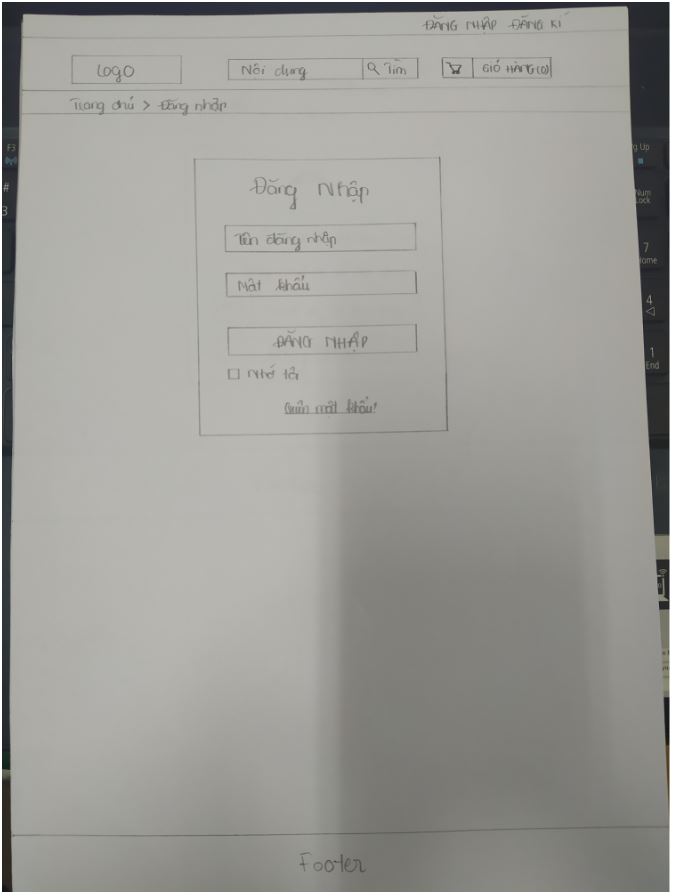 ĐĂNG NHẬP ĐĂNG KÍ
Logo
Nôi dung
Tìm
GIỎ HÀNG(0)
Trang chủ > Đăng nhập
Đăng Nhập
Tên đăng nhập
Mật khẩu
ĐĂNG NHẬP
Nhớ tôi
Quên mật khẩu?
Footer
F3
#
3
g Up
Num
Lock
7
Home
4
1
End